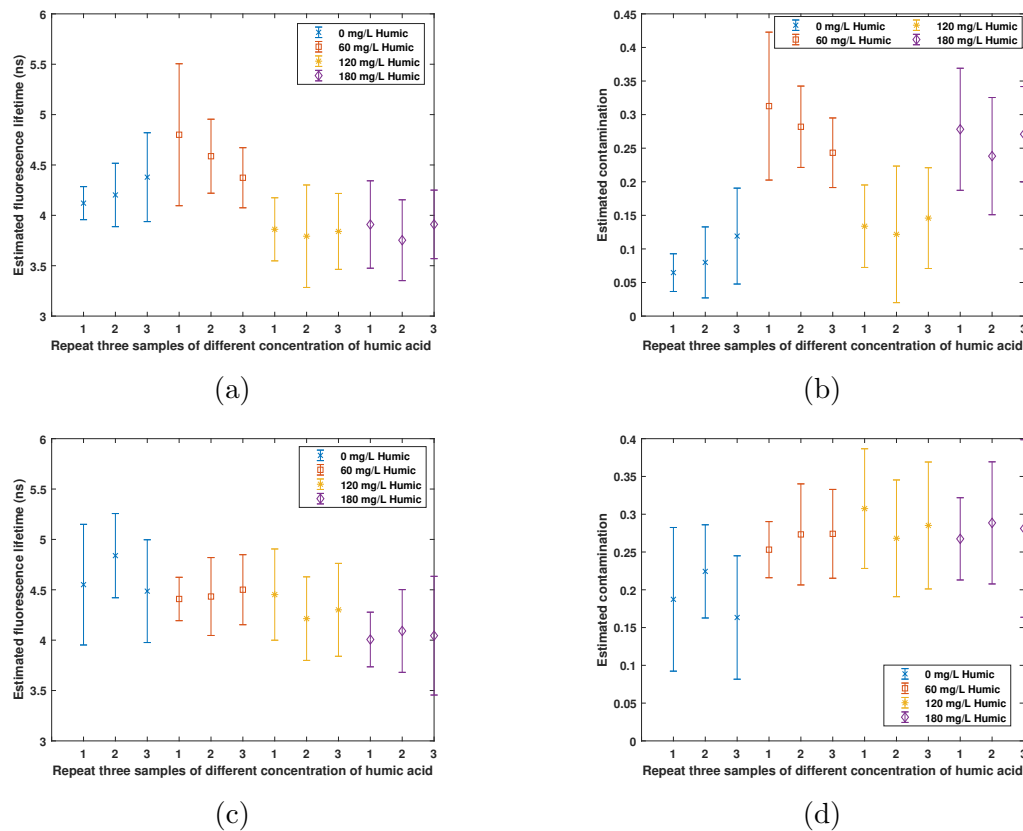 6
5.5
5
4.5
4
3.5
3
Estimated fluorescence lifetime (ns)
0 mg/L Humic
60 mg/L Humic
120 mg/L Humic
180 mg/L Humic
1 2 3 1 2 3 1 2 3 1 2 3
Repeat three samples of different concentration of humic acid
(a)
0.45
0.4
0.35
0.3
0.25
0.2
0.15
0.1
0.05
0
Estimated contamination
0 mg/L Humic 120 mg/L Humic
60 mg/L Humic 180 mg/L Humic
1 2 3 1 2 3 1 2 3 1 2 3
Repeat three samples of different concentration of humic acid
(b)
6
5.5
5
4.5
4
3.5
3
Estimated fluorescence lifetime (ns)
0 mg/L Humic
60 mg/L Humic
120 mg/L Humic
180 mg/L Humic
1 2 3 1 2 3 1 2 3 1 2 3
Repeat three samples of different concentration of humic acid
(c)
0.4
0.35
0.3
0.25
0.2
0.15
0.1
0.05
0
Estimated contamination
0 mg/L Humic
60 mg/L Humic
120 mg/L Humic
180 mg/L Humic
1 2 3 1 2 3 1 2 3 1 2 3
Repeat three samples of different concentration of humic acid
(d)